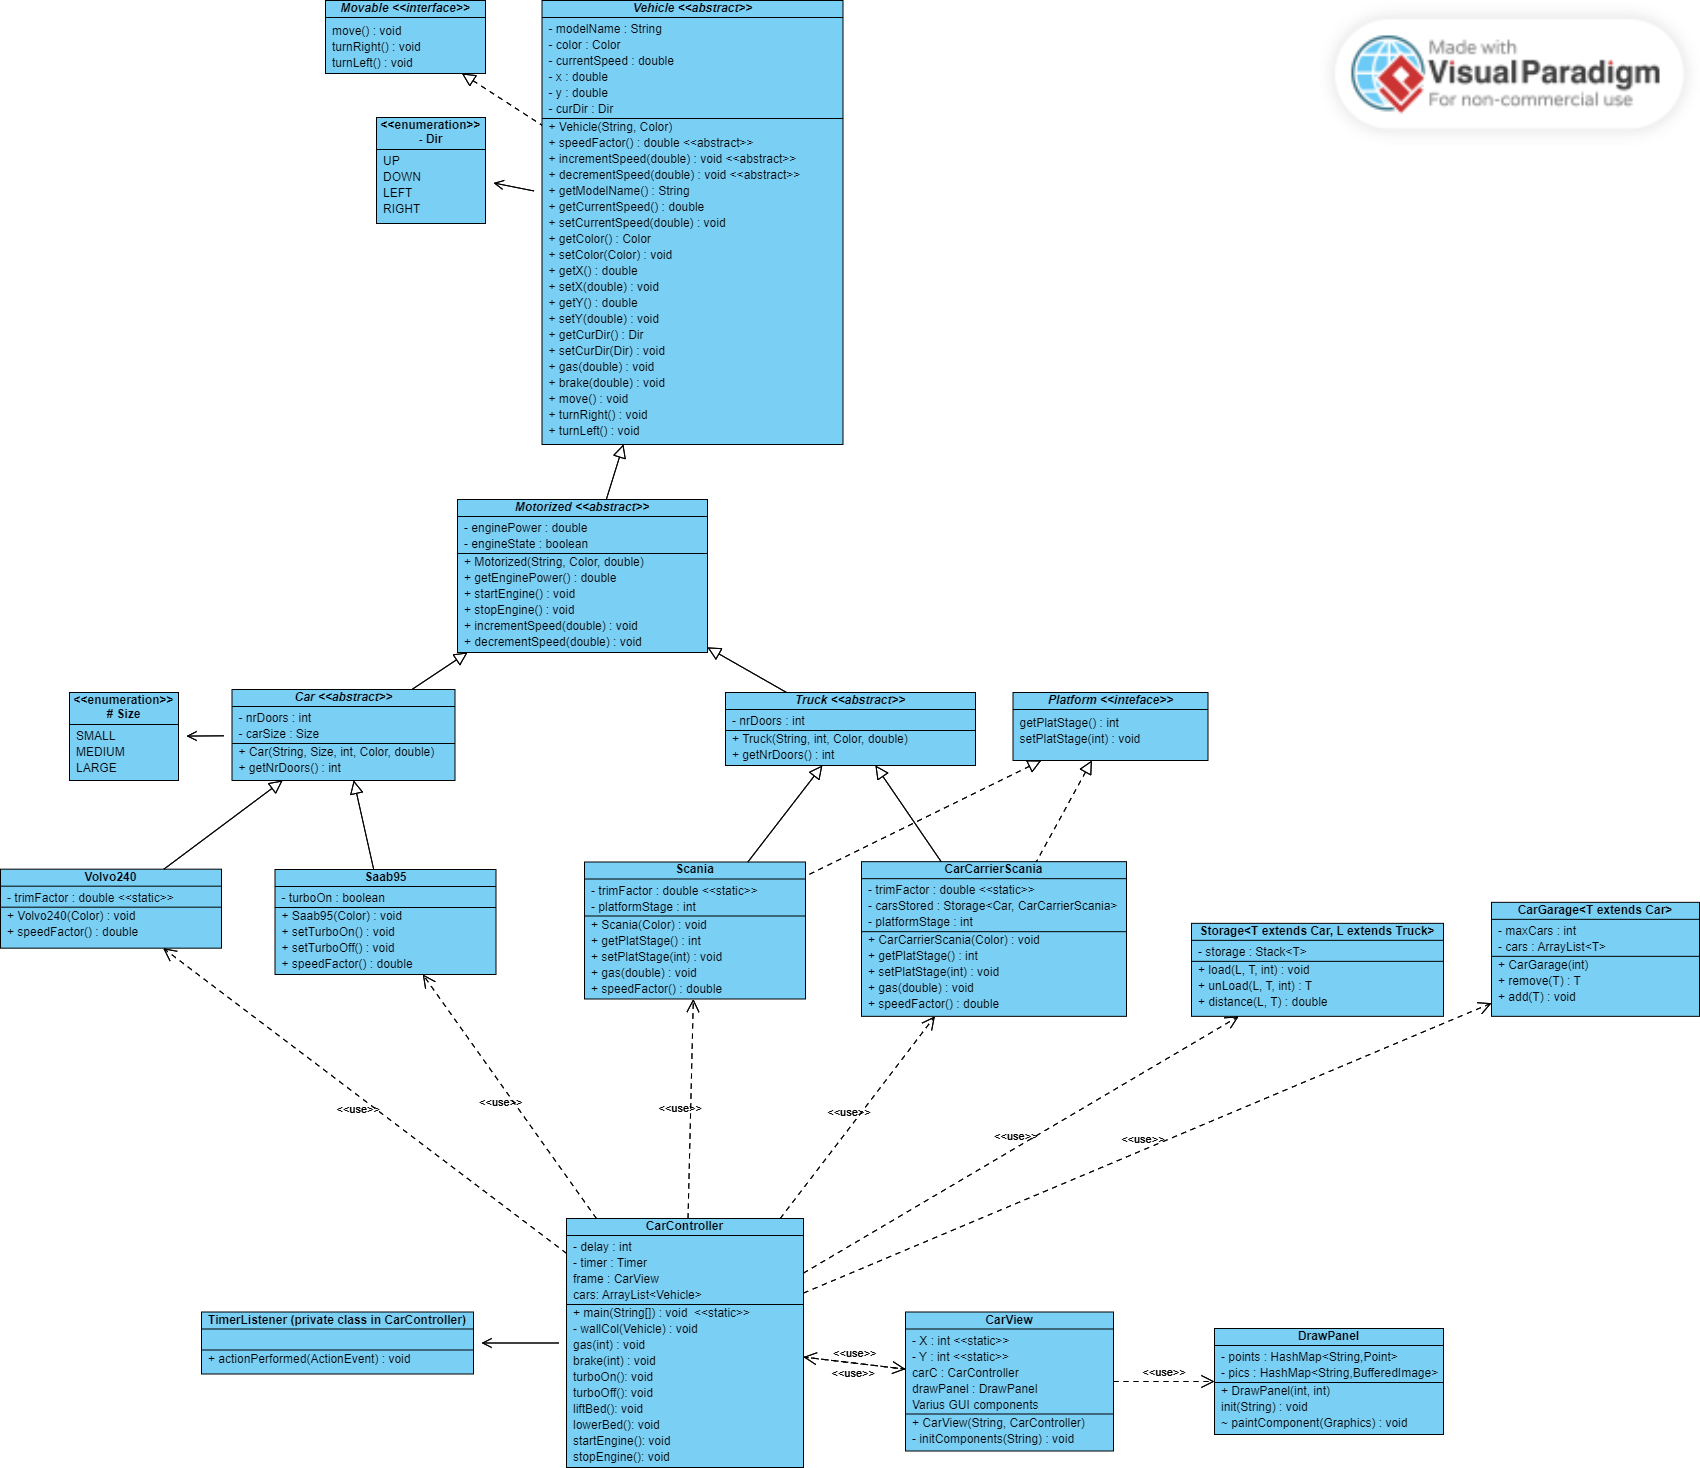 Movable <<interface>>
move() : void
turnRight() : void
turnLeft() : void
Vehicle <<abstract>>
- modelName : String
- color : Color
- currentSpeed : double
- x : double
- y : double
- curDir : Dir
+ Vehicle(String, Color)
+ speedFactor() : double <<abstract>>
+ incrementSpeed(double) : void <<abstract>>
+ decrementSpeed(double) : void <<abstract>>
+ getModelName() : String
+ getCurrentSpeed() : double
+ setCurrentSpeed(double) : void
+ getColor() : Color
+ setColor(Color) : void
+ getX() : double
+ setX(double) : void
+ getY() : double
+ setY(double) : void
+ getCurDir() : Dir
+ setCurDir(Dir) : void
+ gas(double) : void
+ brake(double) : void
+ move() : void
+ turnRight() : void
+ turnLeft() : void
Made with
Visual Paradigm
For non-commercial use
<<enumeration>>
- Dir
UP
DOWN
LEFT
RIGHT
Motorized <<abstract>>
- enginePower : double
- engineState : boolean
+ Motorized(String, Color, double)
+ getEnginePower() : double
+ startEngine() : void
+ stopEngine() : void
+ incrementSpeed(double) : void
+ decrementSpeed(double) : void
<<enumeration>>
# Size
SMALL
MEDIUM
LARGE
Car <<abstract>>
- nrDoors : int
- carSize : Size
+ Car(String, Size, int, Color, double)
+ getNrDoors() : int
Truck <<abstract>>
- nrDoors : int
+ Truck(String, int, Color, double)
+ getNrDoors() : int
Platform <<inteface>>
getPlatStage() : int
setPlatStage(int) : void
Volvo240
- trimFactor : double <<static>>
+ Volvo240(Color) : void
+ speedFactor() : double
Saab95
- turboOn : boolean
+ Saab95(Color) : void
+ setTurboOn() : void
+ setTurboOff() : void
+ speedFactor() : double
Scania
- trimFactor : double <<static>>
- platformStage : int
+ Scania(Color) : void
+ getPlatStage() : int
+ setPlatStage(int) : void
+ gas(double) : void
+ speedFactor() : double
CarCarrierScania
- trimFactor : double <<static>>
- carsStored : Storage<Car, CarCarrierScania>
- platformStage : int
+ CarCarrierScania(Color) : void
+ getPlatStage() : int
+ setPlatStage(int) : void
+ gas(double) : void
+ speedFactor() : double
Storage<T extends Car, L extends Truck>
- storage : Stack<T>
+ load(L, T, int) : void
+ unLoad(L, T, int) : T
+ distance(L, T) : double
CarGarage<T extends Car>
- maxCars : int
- cars : ArrayList<T>
+ CarGarage(int)
+ remove(T) : T
+ add(T) : void
<<use>>
<<use>>
<<use>>
<<use>>
<<use>>
<<use>>
CarController
- delay : int
- timer : Timer
frame : CarView
cars: ArrayList<Vehicle>
+ main(String[]) : void <<static>>
- wallCol(Vehicle) : void
gas(int) : void
brake(int) : void
turboOn(): void
turboOff(): void
liftBed(): void
lowerBed(): void
startEngine(): void
stopEngine(): void
TimerListener (private class in CarController)
+ actionPerformed(ActionEvent) : void
<<use>>
<<use>>
CarView
- X : int <<static>>
- Y : int <<static>>
carC : CarController
drawPanel : DrawPanel
Varius GUI components
+ CarView(String, CarController)
- initComponents(String) : void
<<use>>
DrawPanel
- points : HashMap<String,Point>
- pics : HashMap<String,BufferedImage>
+ DrawPanel(int, int)
init(String) : void
~ paintComponent(Graphics) : void